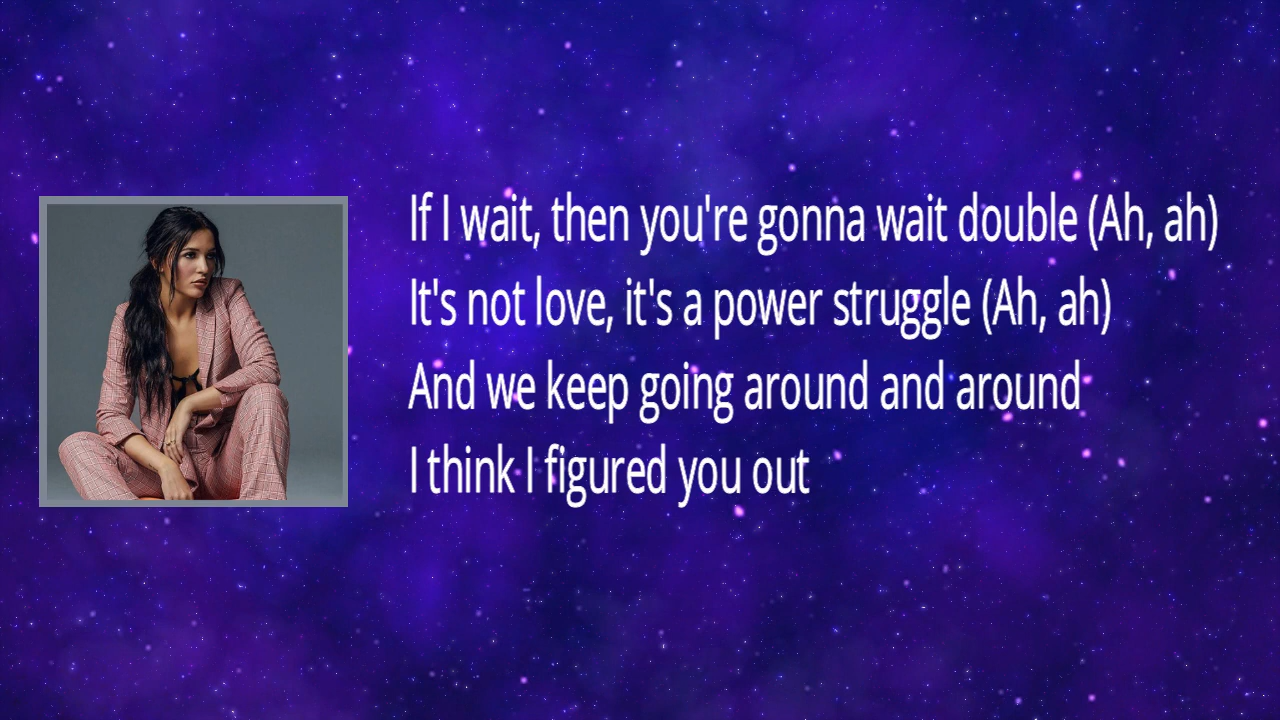 If I wait, then you're gonna wait double (Ah, ah)
It's not love, it's a power struggle (Ah, ah)
And we keep going around and around
I think I figured you out